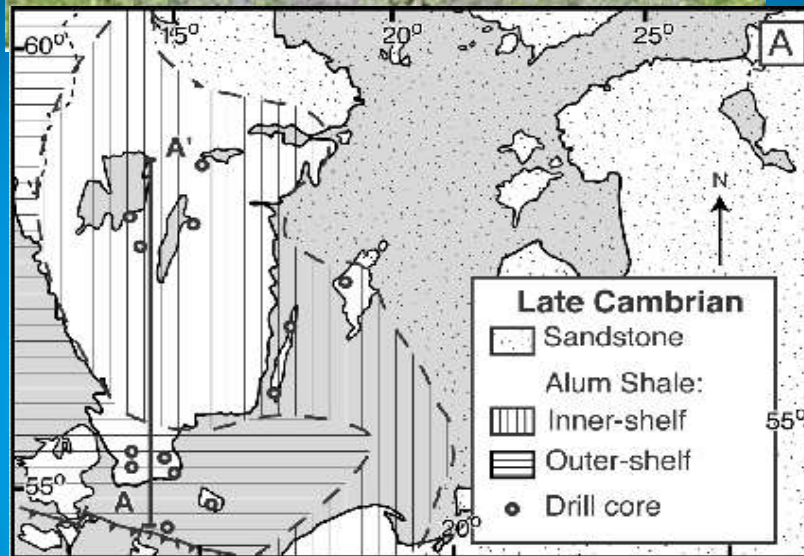 60°
15°
20°
25°
A
A'
N
Late Cambrian
Sandstone
Alum Shale:
Inner-shelf
Outer-shelf
Drill core
55°
55°
A
20°